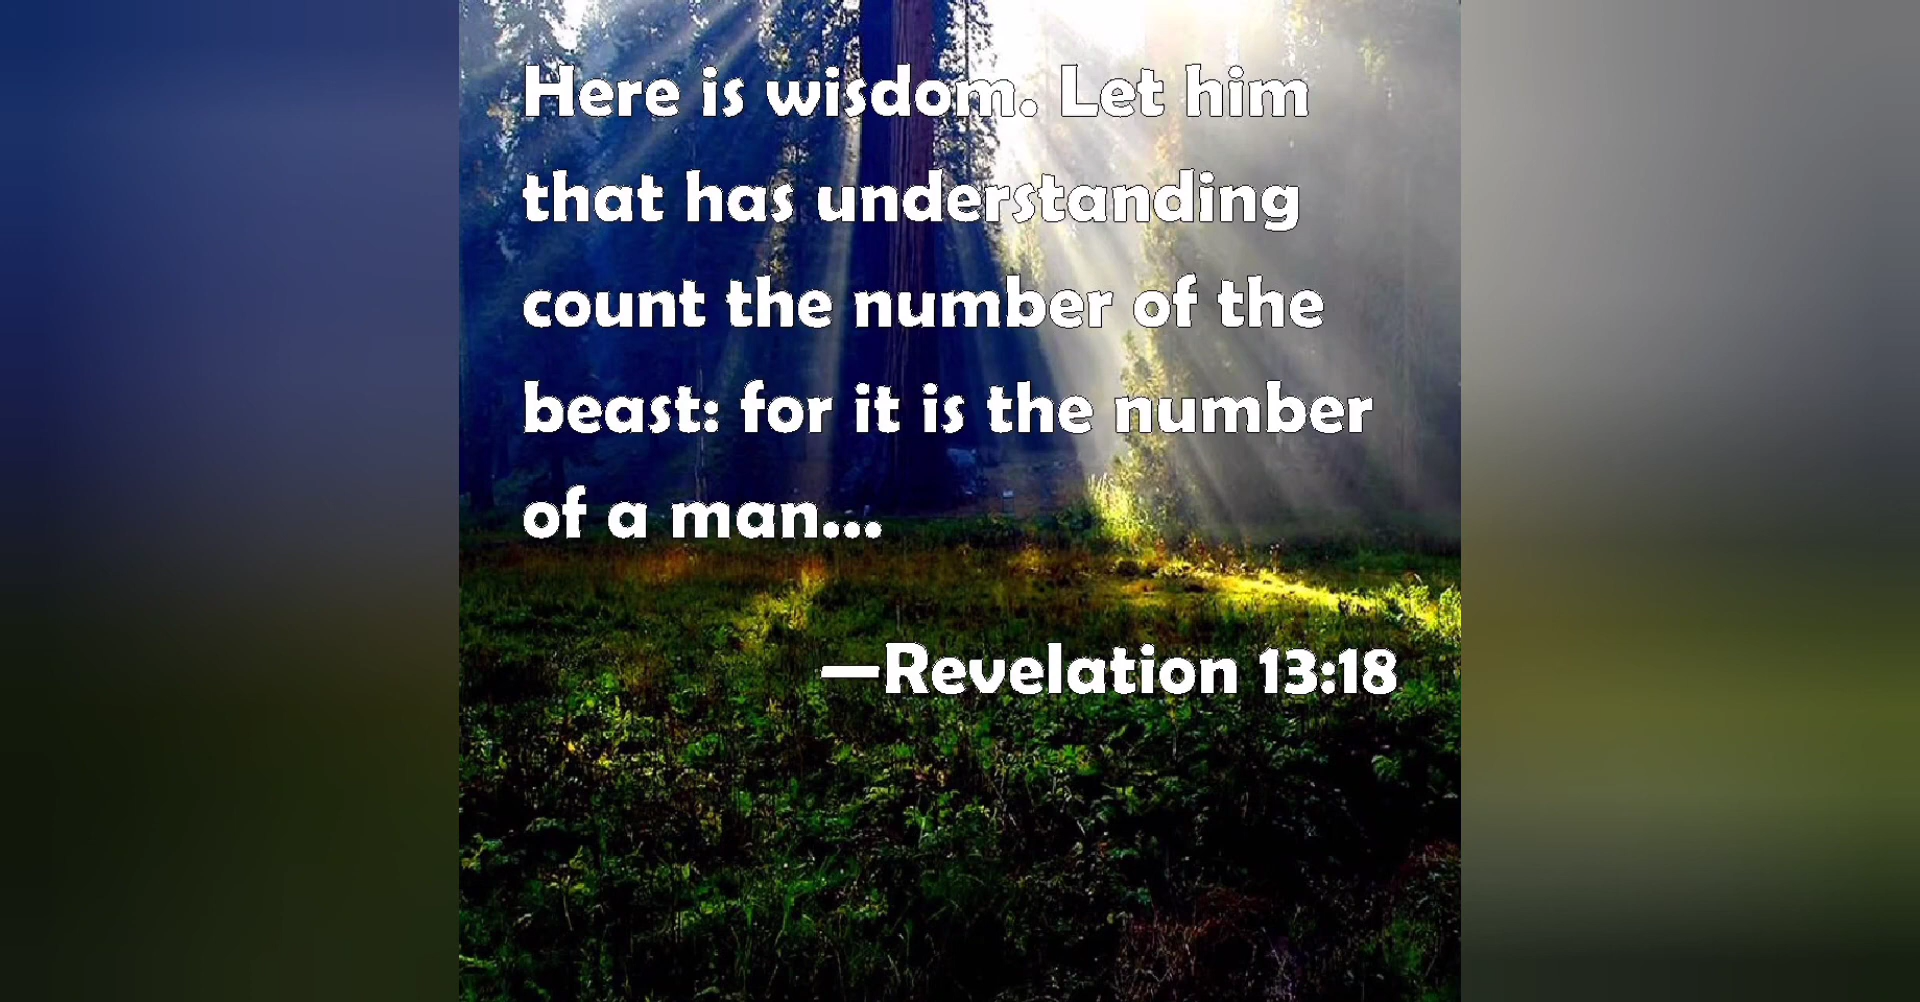 Here is wisdom. Let him
that has understanding
count the number of the
beast: for it is the number
of a man...
—Revelation 13:18